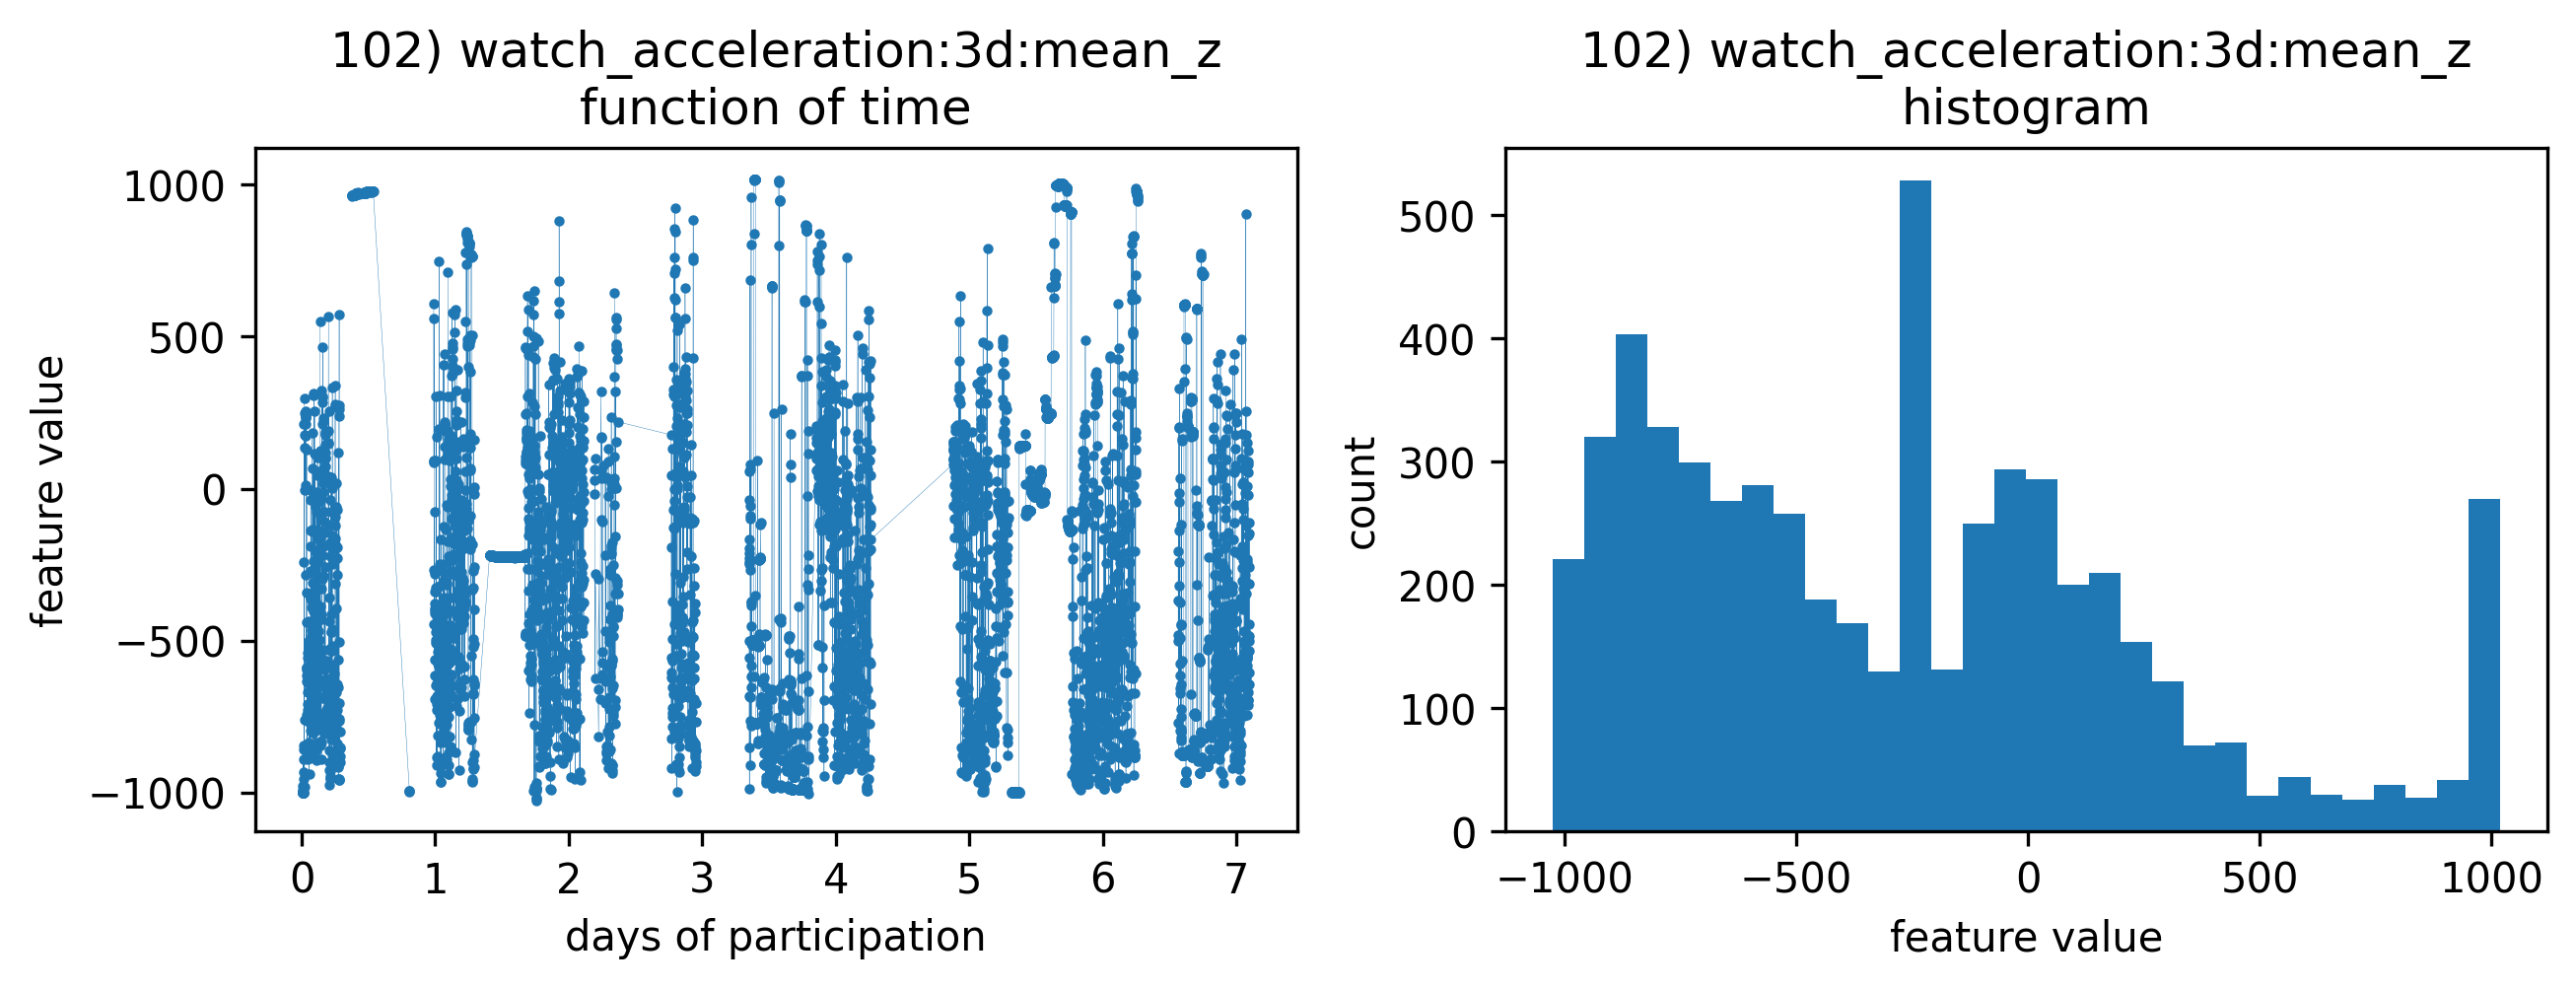 102) watch_acceleration:3d:mean_z
function of time
1000
500
0
−500
−1000
feature value
0 1 2 3 4 5 6 7
days of participation
102) watch_acceleration:3d:mean_z
histogram
500
400
300
200
100
0
count
−1000 −500 0 500 1000
feature value